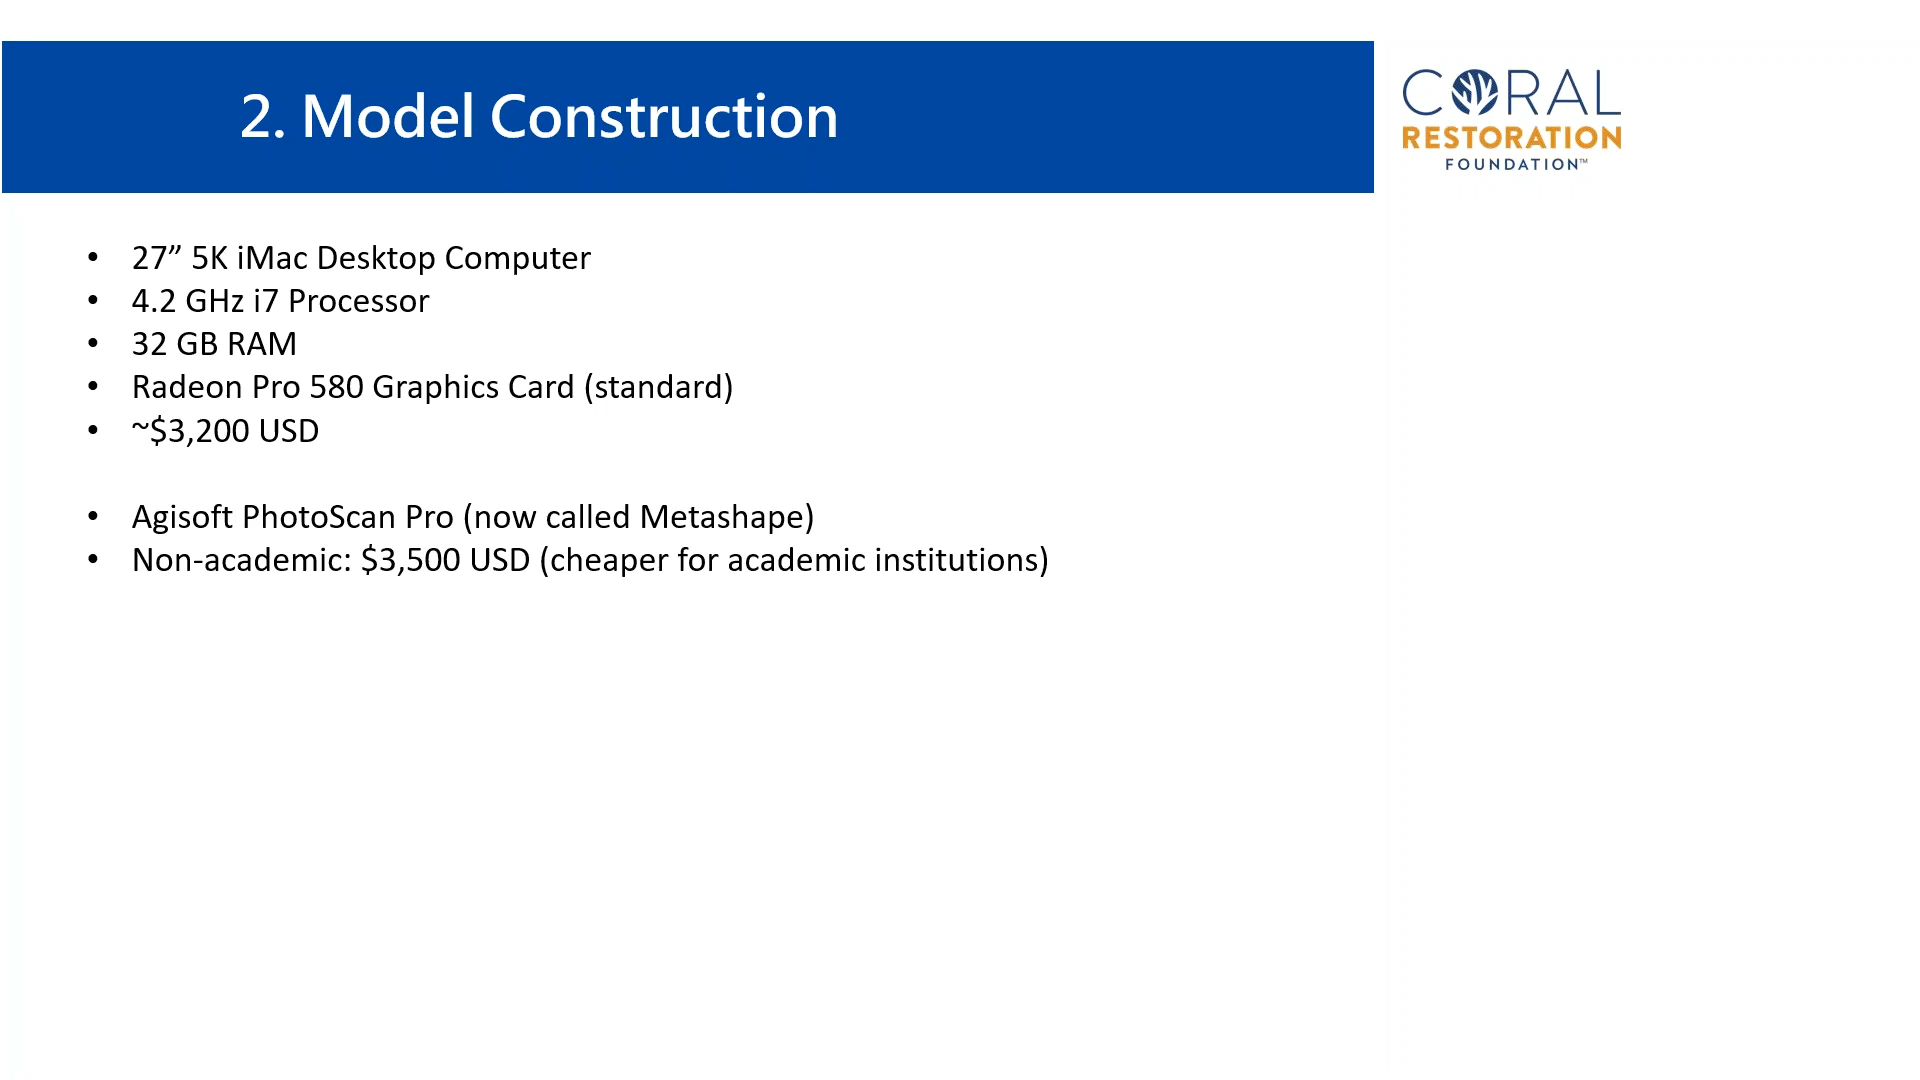 2. Model Construction
CORAL
RESTORATION
FOUNDATION™
• 27” 5K iMac Desktop Computer
• 4.2 GHz i7 Processor
• 32 GB RAM
• Radeon Pro 580 Graphics Card (standard)
• ~$3,200 USD
• Agisoft PhotoScan Pro (now called Metashape)
• Non-academic: $3,500 USD (cheaper for academic institutions)